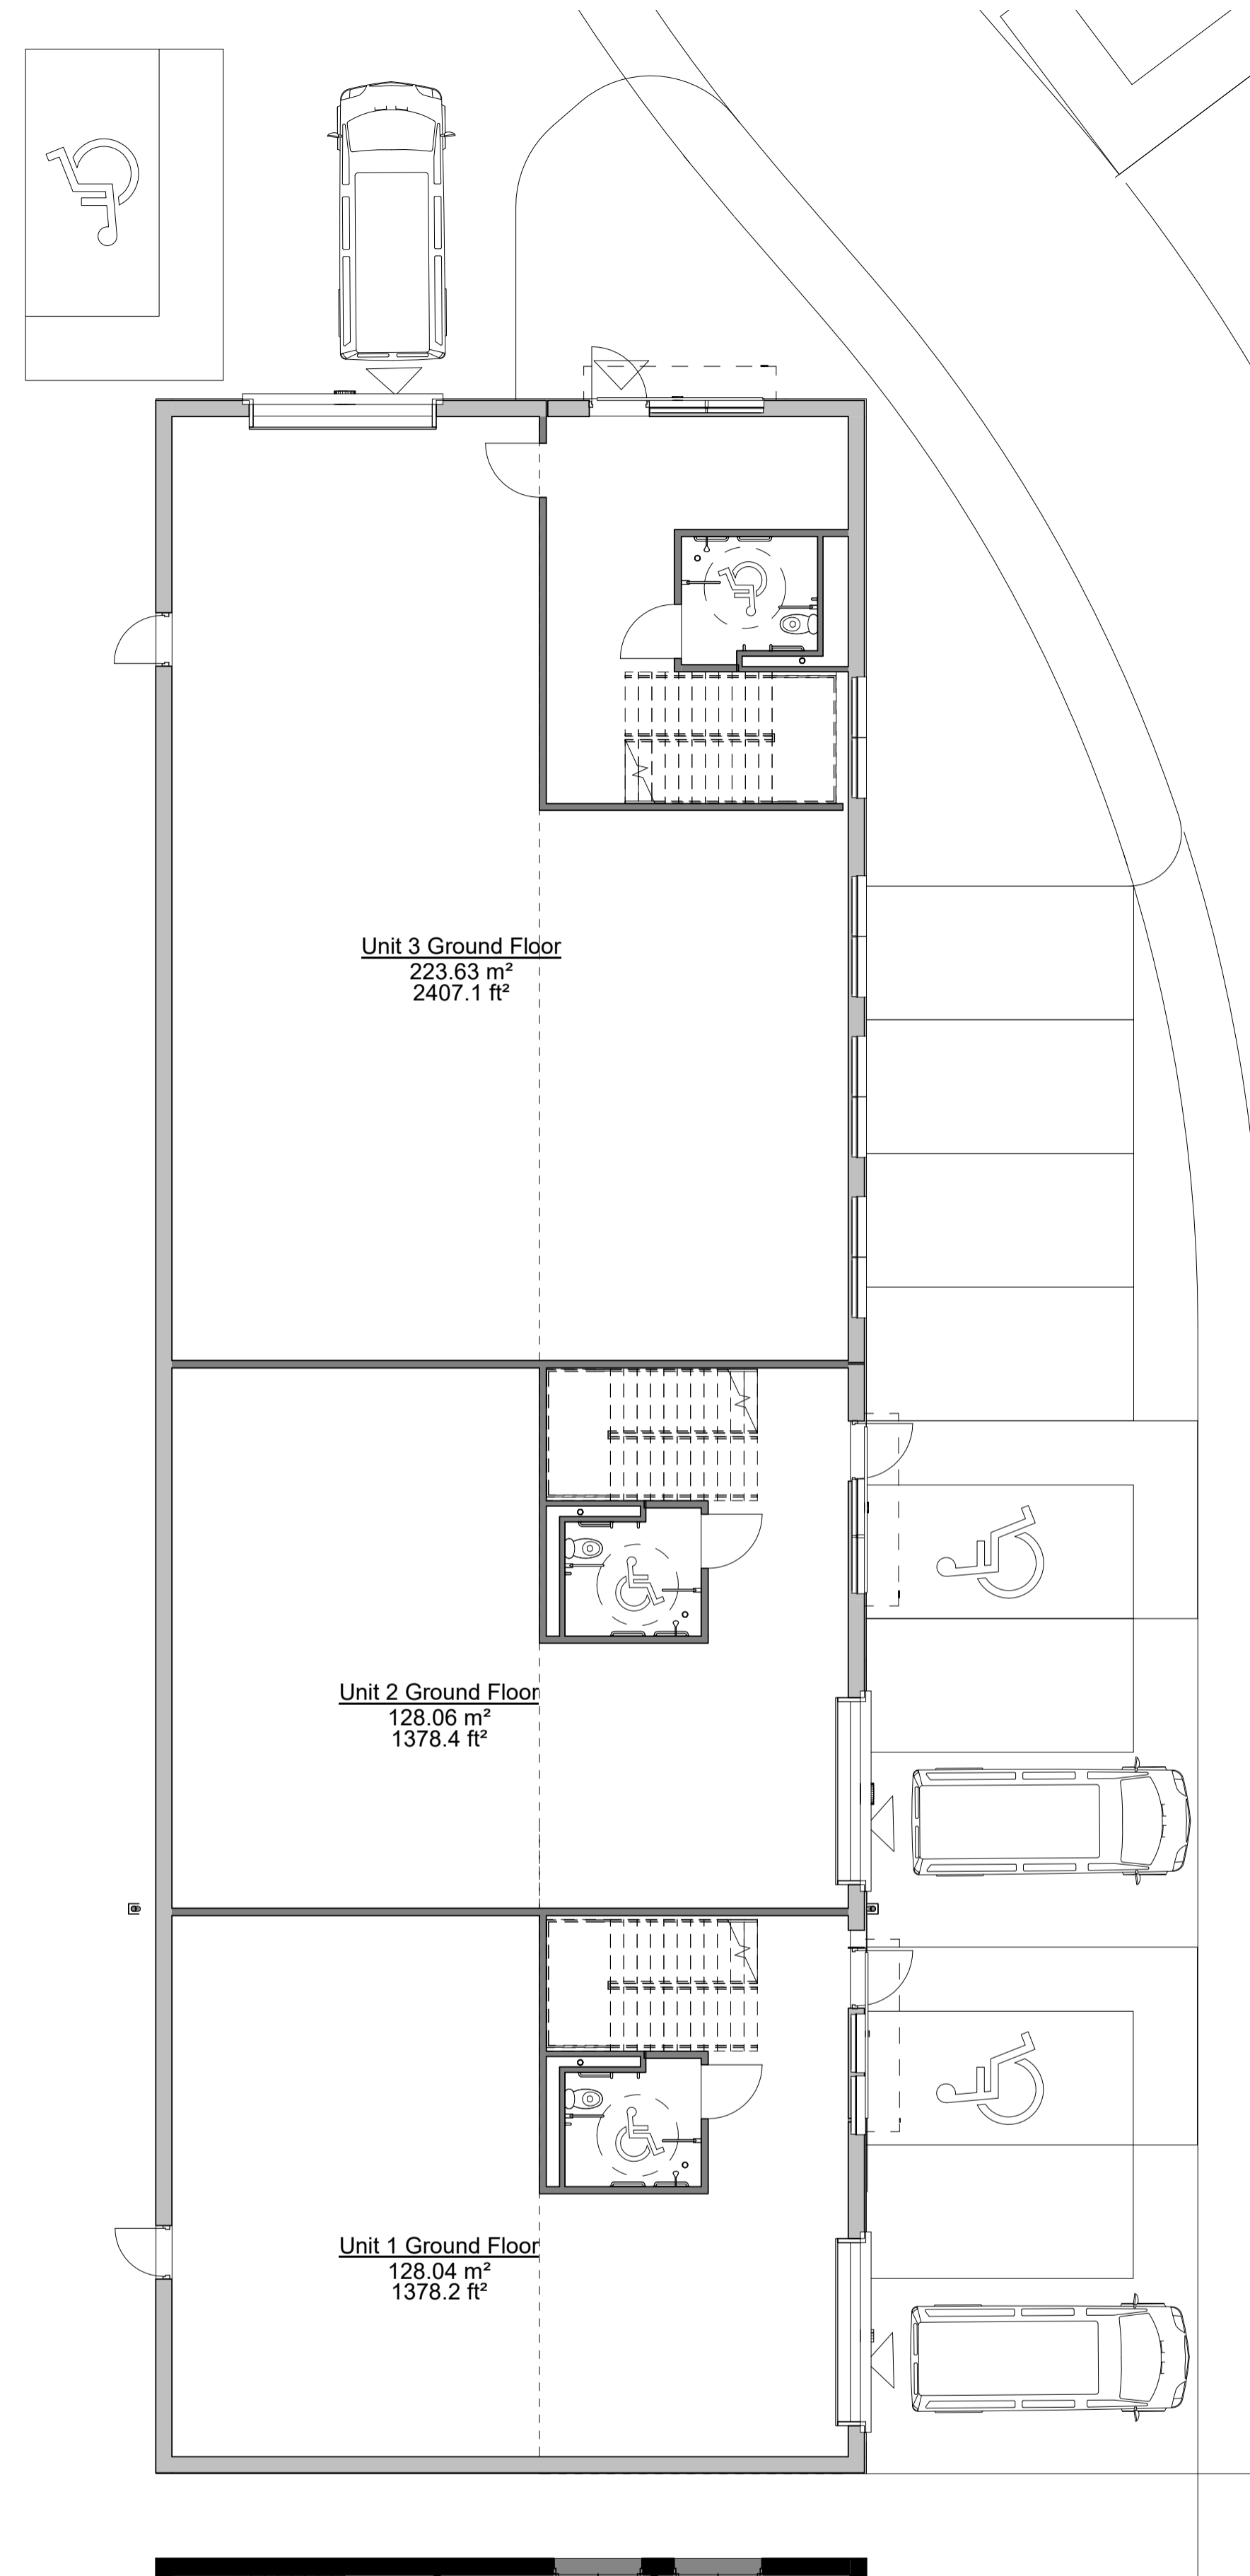 Unit 3 Ground Floor
223.63 m²
2407.1 ft²
Unit 2 Ground Floor
128.06 m²
1378.4 ft²
Unit 1 Ground Floor
128.04 m²
1378.2 ft²